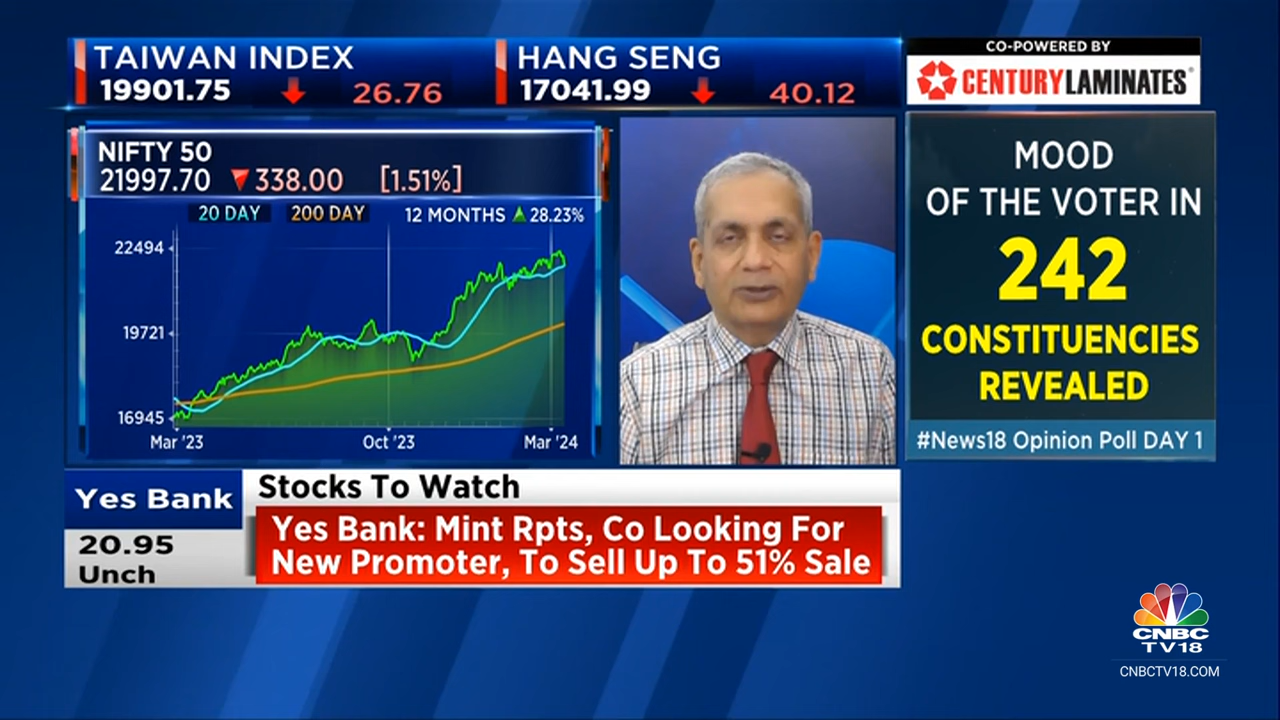 TAIWAN INDEX
19901.75 26.76
HANG SENG
17041.99 40.12
CO-POWERED BY
CENTURYLAMINATES®
NIFTY 50
21997.70 338.00 [1.51%]
20 DAY 200 DAY 12 MONTHS 28.23%
22494
19721
16945
Mar '23 Oct '23 Mar '24
MOOD
OF THE VOTER IN
242
CONSTITUENCIES
REVEALED
#News18 Opinion Poll DAY 1
Yes Bank
20.95
Unch
Stocks To Watch
Yes Bank: Mint Rpts, Co Looking For
New Promoter, To Sell Up To 51% Sale
CNBC
TV18
CNBCTV18.COM